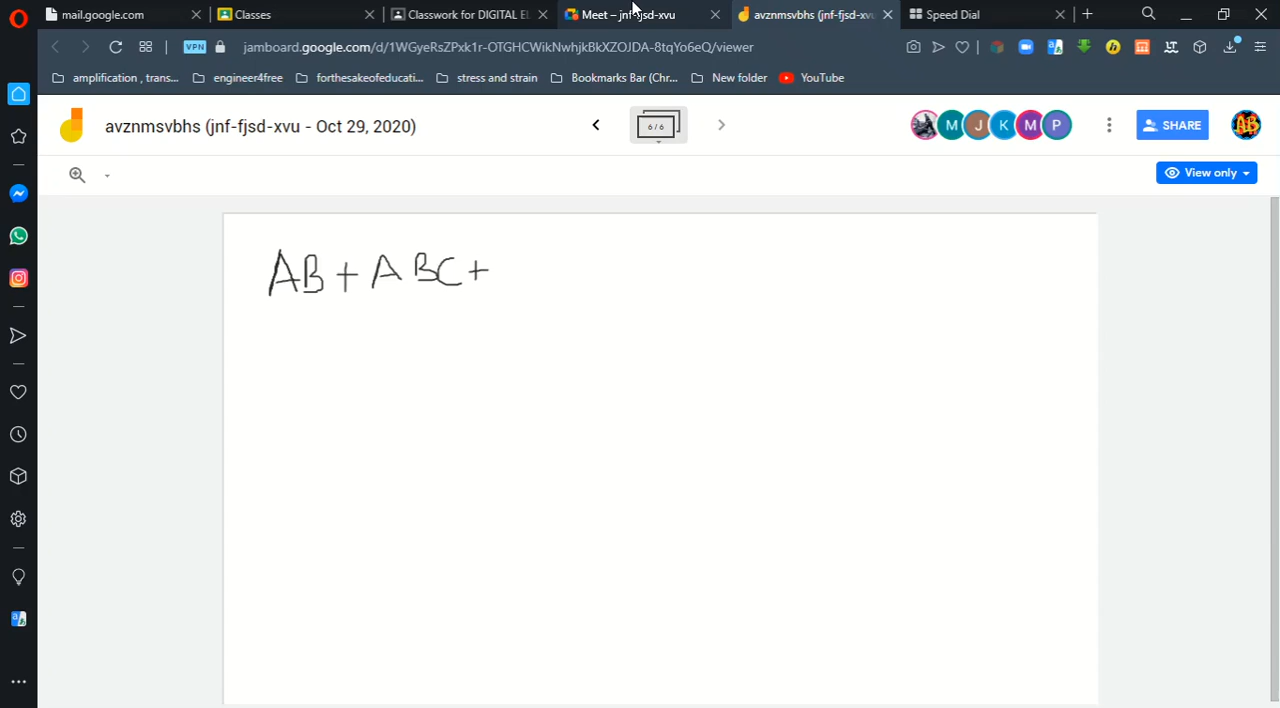 mail.google.com
Classes
Classwork for DIGITAL EL
Meet – jnf-fjsd-xvu
avznmsvbhs (jnf-fjsd-xvu
Speed Dial
VPN
jamboard.google.com/d/1WGyeRsZPxk1r-OTGHCWikNwhjkBkXZOJDA-8tqYo6eQ/viewer
amplification , trans...
engineer4free
forthesakeofeducati...
stress and strain
Bookmarks Bar (Chr...
New folder
YouTube
avznmsvbhs (jnf-fjsd-xvu - Oct 29, 2020)
6 / 6
M J K M P
SHARE
AB
View only
AB + ABC +